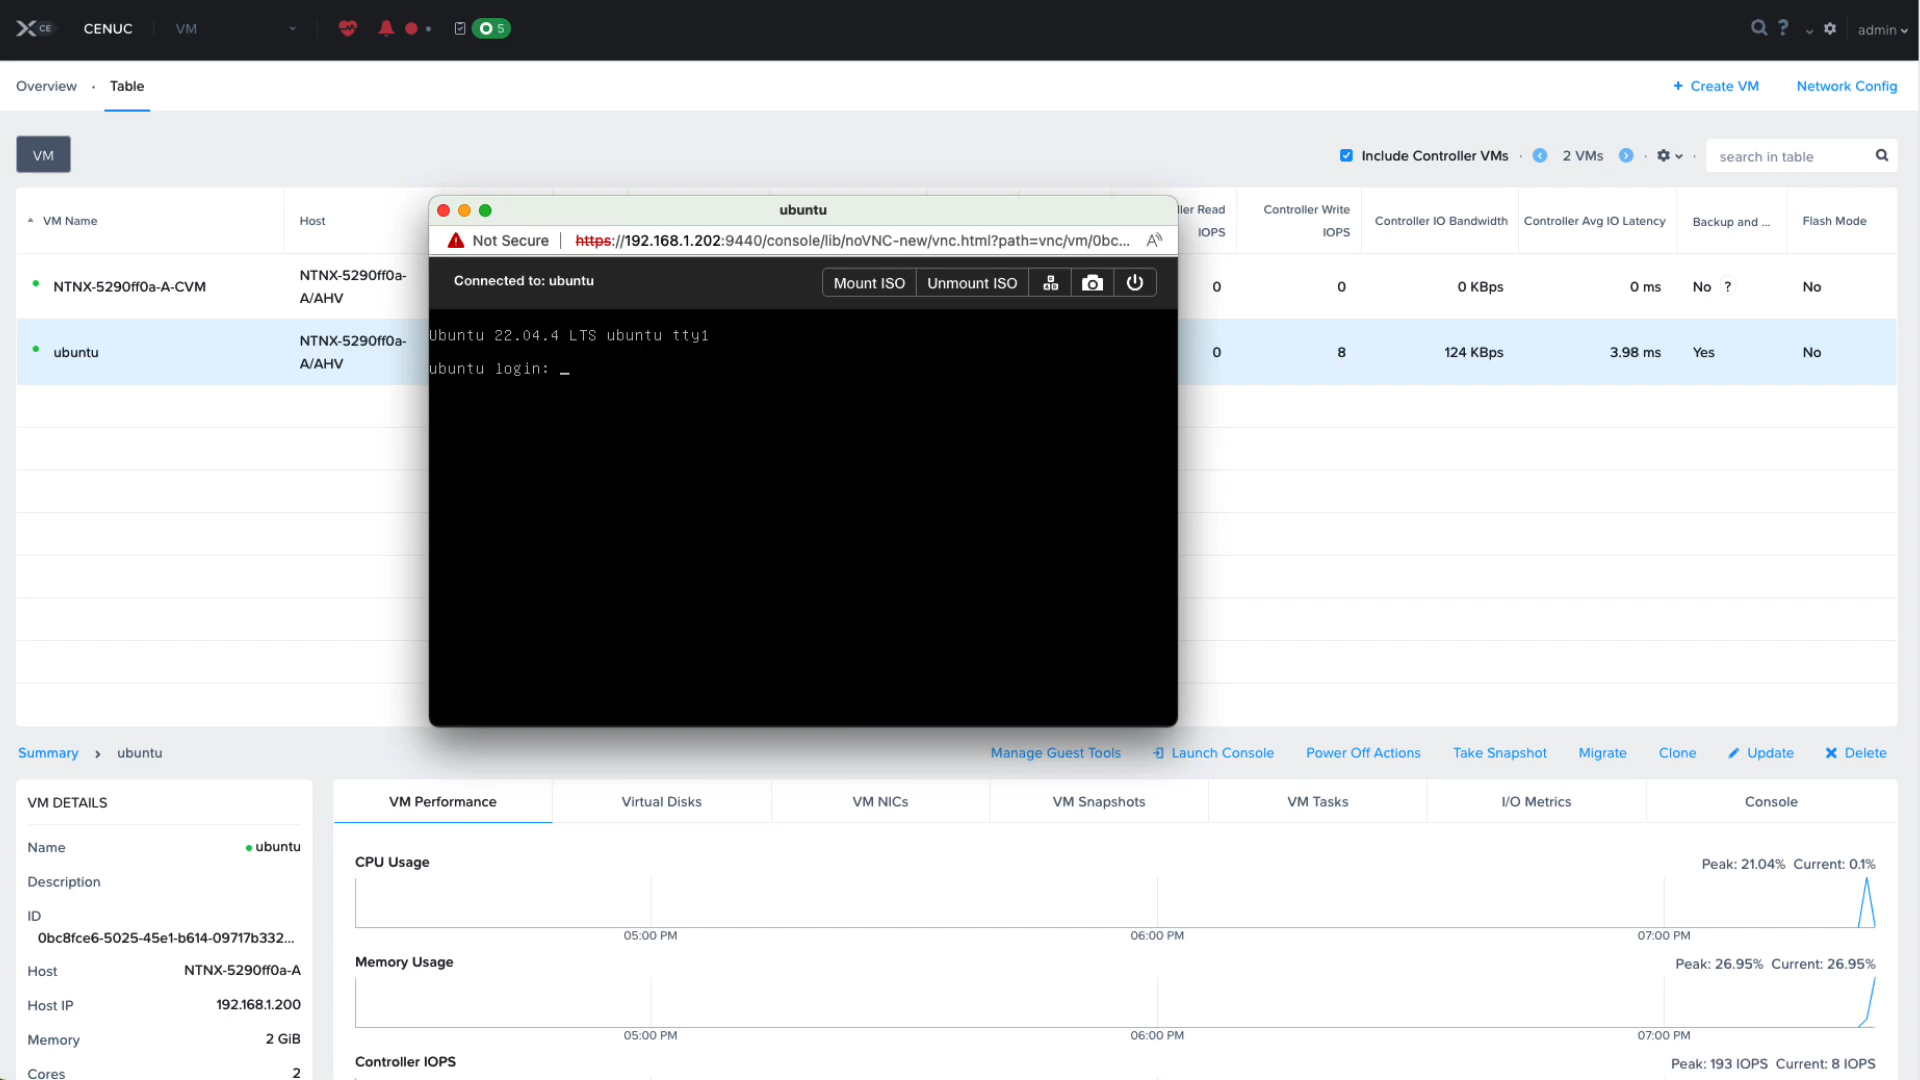 X CE CENUC VM 5 ? admin
Overview · Table + Create VM Network Config
VM Include Controller VMs · 2 VMs · · search in table
VM Name Host ller Read IOPS Controller Write IOPS Controller IO Bandwidth Controller Avg IO Latency Backup and ... Flash Mode
NTNX-5290ff0a-A-CVM NTNX-5290ff0a-A/AHV 0 0 0 KBps 0 ms No ? No
ubuntu NTNX-5290ff0a-A/AHV 0 8 124 KBps 3.98 ms Yes No
ubuntu
Not Secure https://192.168.1.202:9440/console/lib/noVNC-new/vnc.html?path=vnc/vm/0bc... A
Connected to: ubuntu Mount ISO Unmount ISO
Ubuntu 22.04.4 LTS ubuntu tty1
ubuntu login: _
Summary › ubuntu Manage Guest Tools Launch Console Power Off Actions Take Snapshot Migrate Clone Update Delete
VM DETAILS
Name ubuntu
Description
ID
0bc8fce6-5025-45e1-b614-09717b332...
Host NTNX-5290ff0a-A
Host IP 192.168.1.200
Memory 2 GiB
Cores 2
VM Performance Virtual Disks VM NICs VM Snapshots VM Tasks I/O Metrics Console
CPU Usage Peak: 21.04% Current: 0.1%
05:00 PM 06:00 PM 07:00 PM
Memory Usage Peak: 26.95% Current: 26.95%
05:00 PM 06:00 PM 07:00 PM
Controller IOPS Peak: 193 IOPS Current: 8 IOPS